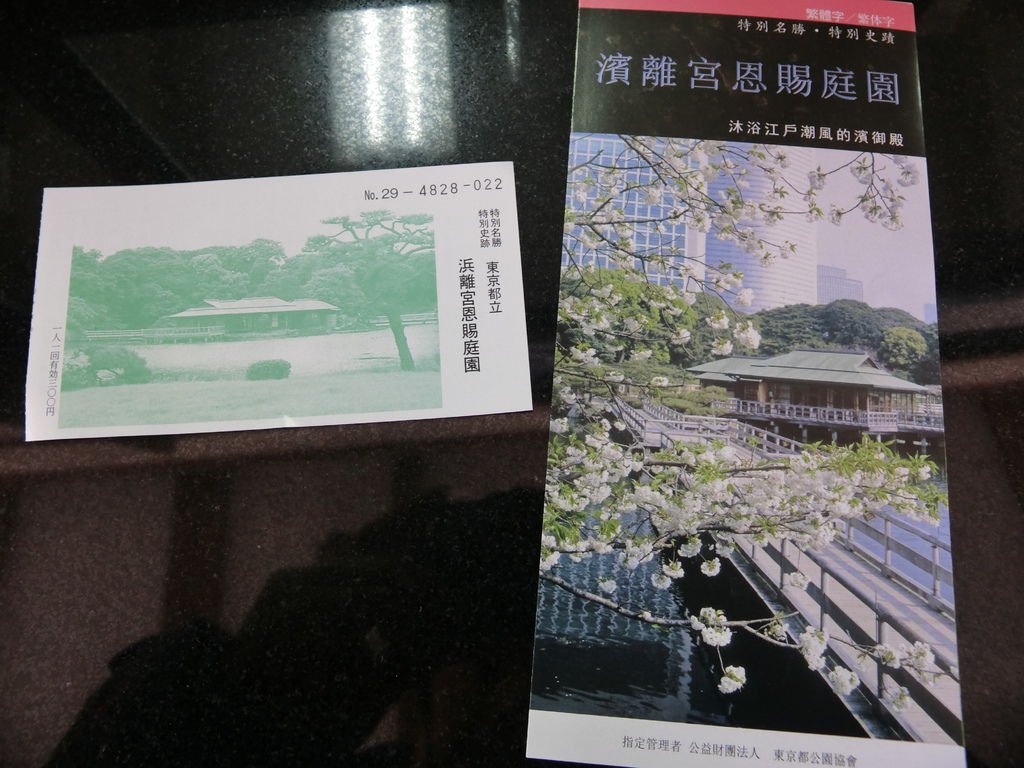 No.29-4828-022
特別名勝
特別史跡
東京都立
浜離宮恩賜庭園
一人一回有効三〇〇円
繁體字／繁体字
特別名勝・特別史蹟
濱離宮恩賜庭園
沐浴江戶潮風的濱御殿
指定管理者 公益財團法人 東京都公園協會